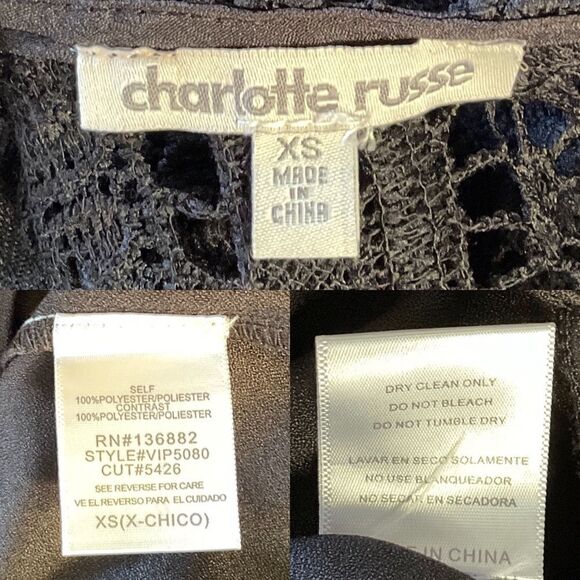 charlotte russe
XS
MADE
IN
CHINA
SELF
100%POLYESTER/POLIESTER
CONTRAST
100%POLYESTER/POLIESTER
RN#136882
STYLE#VIP5080
CUT#5426
SEE REVERSE FOR CARE
VE EL REVERSO PARA EL CUIDADO
XS(X-CHICO)
DRY CLEAN ONLY
DO NOT BLEACH
DO NOT TUMBLE DRY
LAVAR EN SECO SOLAMENTE
NO USE BLANQUEADOR
NO SECAR EN SECADORA
IN CHINA